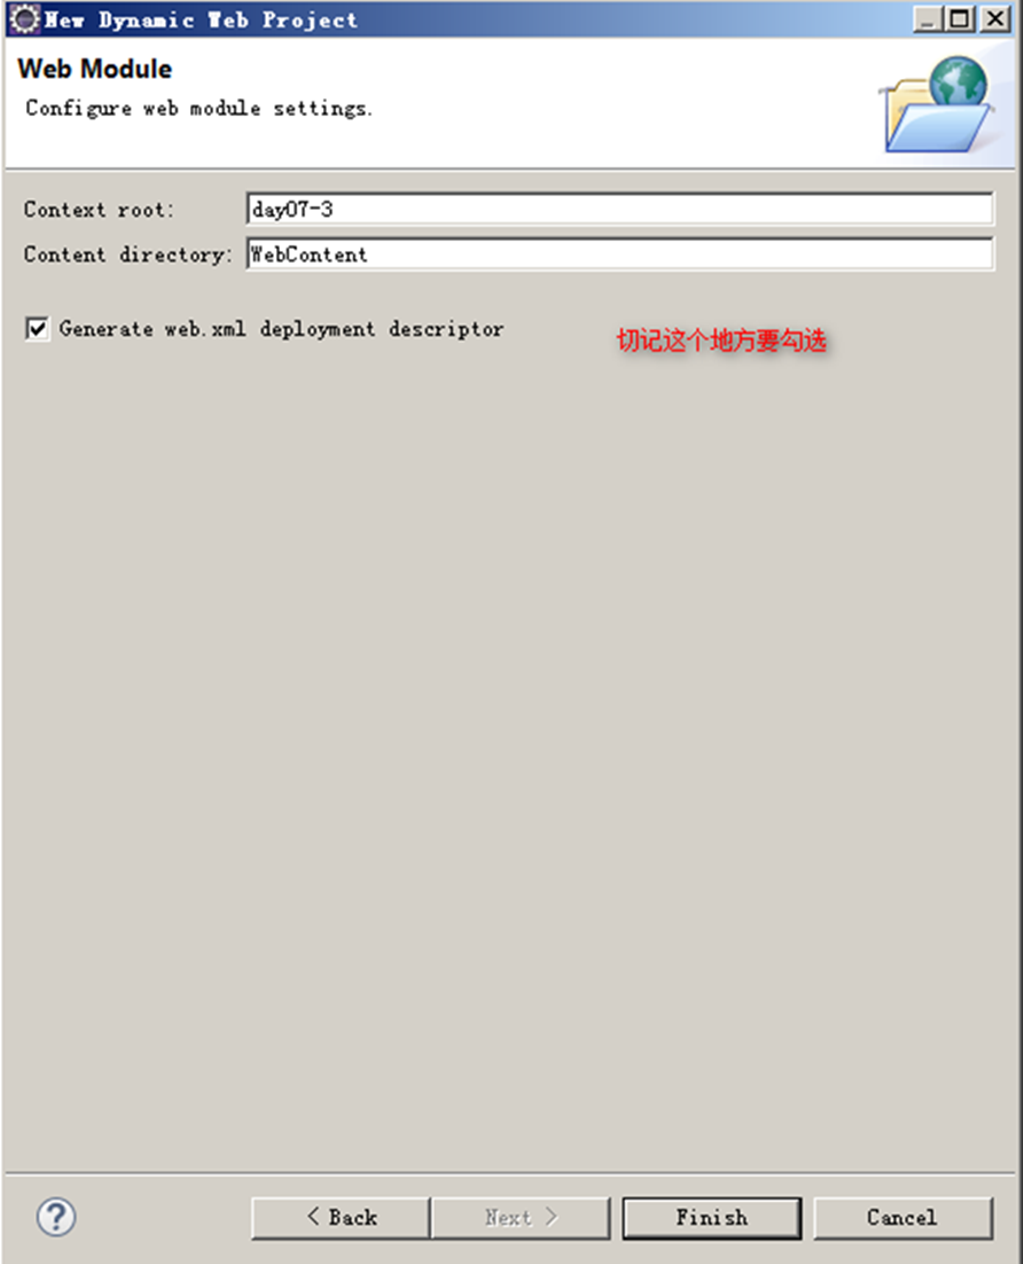 New Dynamic Web Project
Web Module
Configure web module settings.
Context root: day07-3
Content directory: WebContent
Generate web.xml deployment descriptor
切记这个地方要勾选
?
< Back Next > Finish Cancel